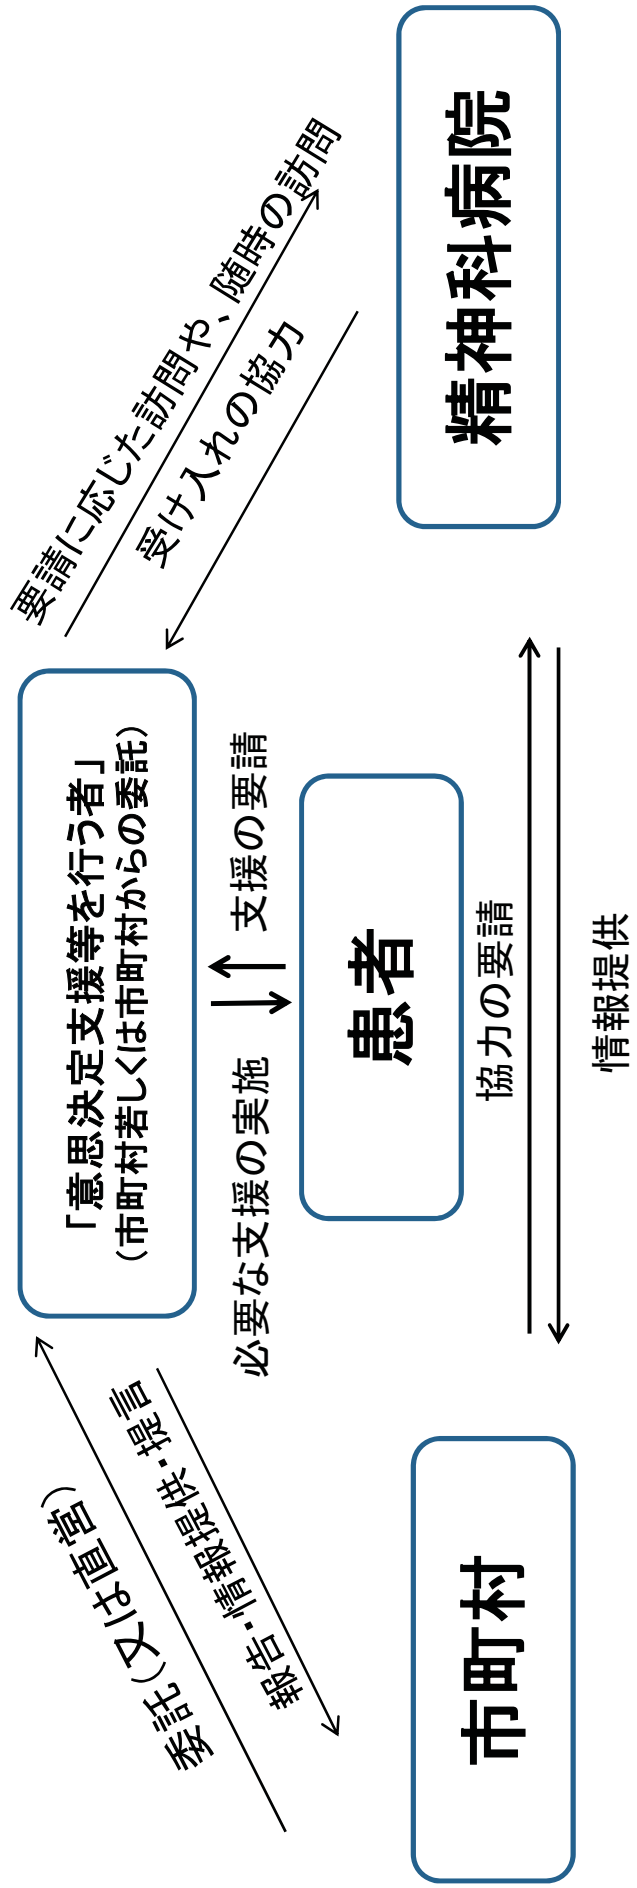 「意思決定支援等を行う者」
（市町村若しくは市町村からの委託）
委託（又は直営）
報告・情報提供・提言
要請に応じた訪問や、随時の訪問
受け入れの協力
必要な支援の実施
支援の要請
患者
市町村
精神科病院
協力の要請
情報提供